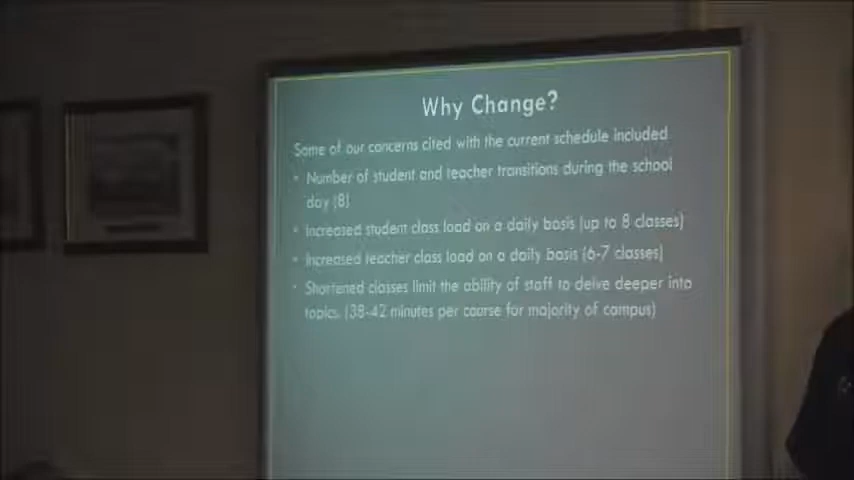 Why Change?
Some of our concerns cited with the current schedule included
• Number of student and teacher transitions during the school
day (8)
• Increased student class load on a daily basis (up to 8 classes)
• Increased teacher class load on a daily basis (6-7 classes)
• Shortened classes limit the ability of staff to delve deeper into
topics. (38-42 minutes per course for majority of campus)